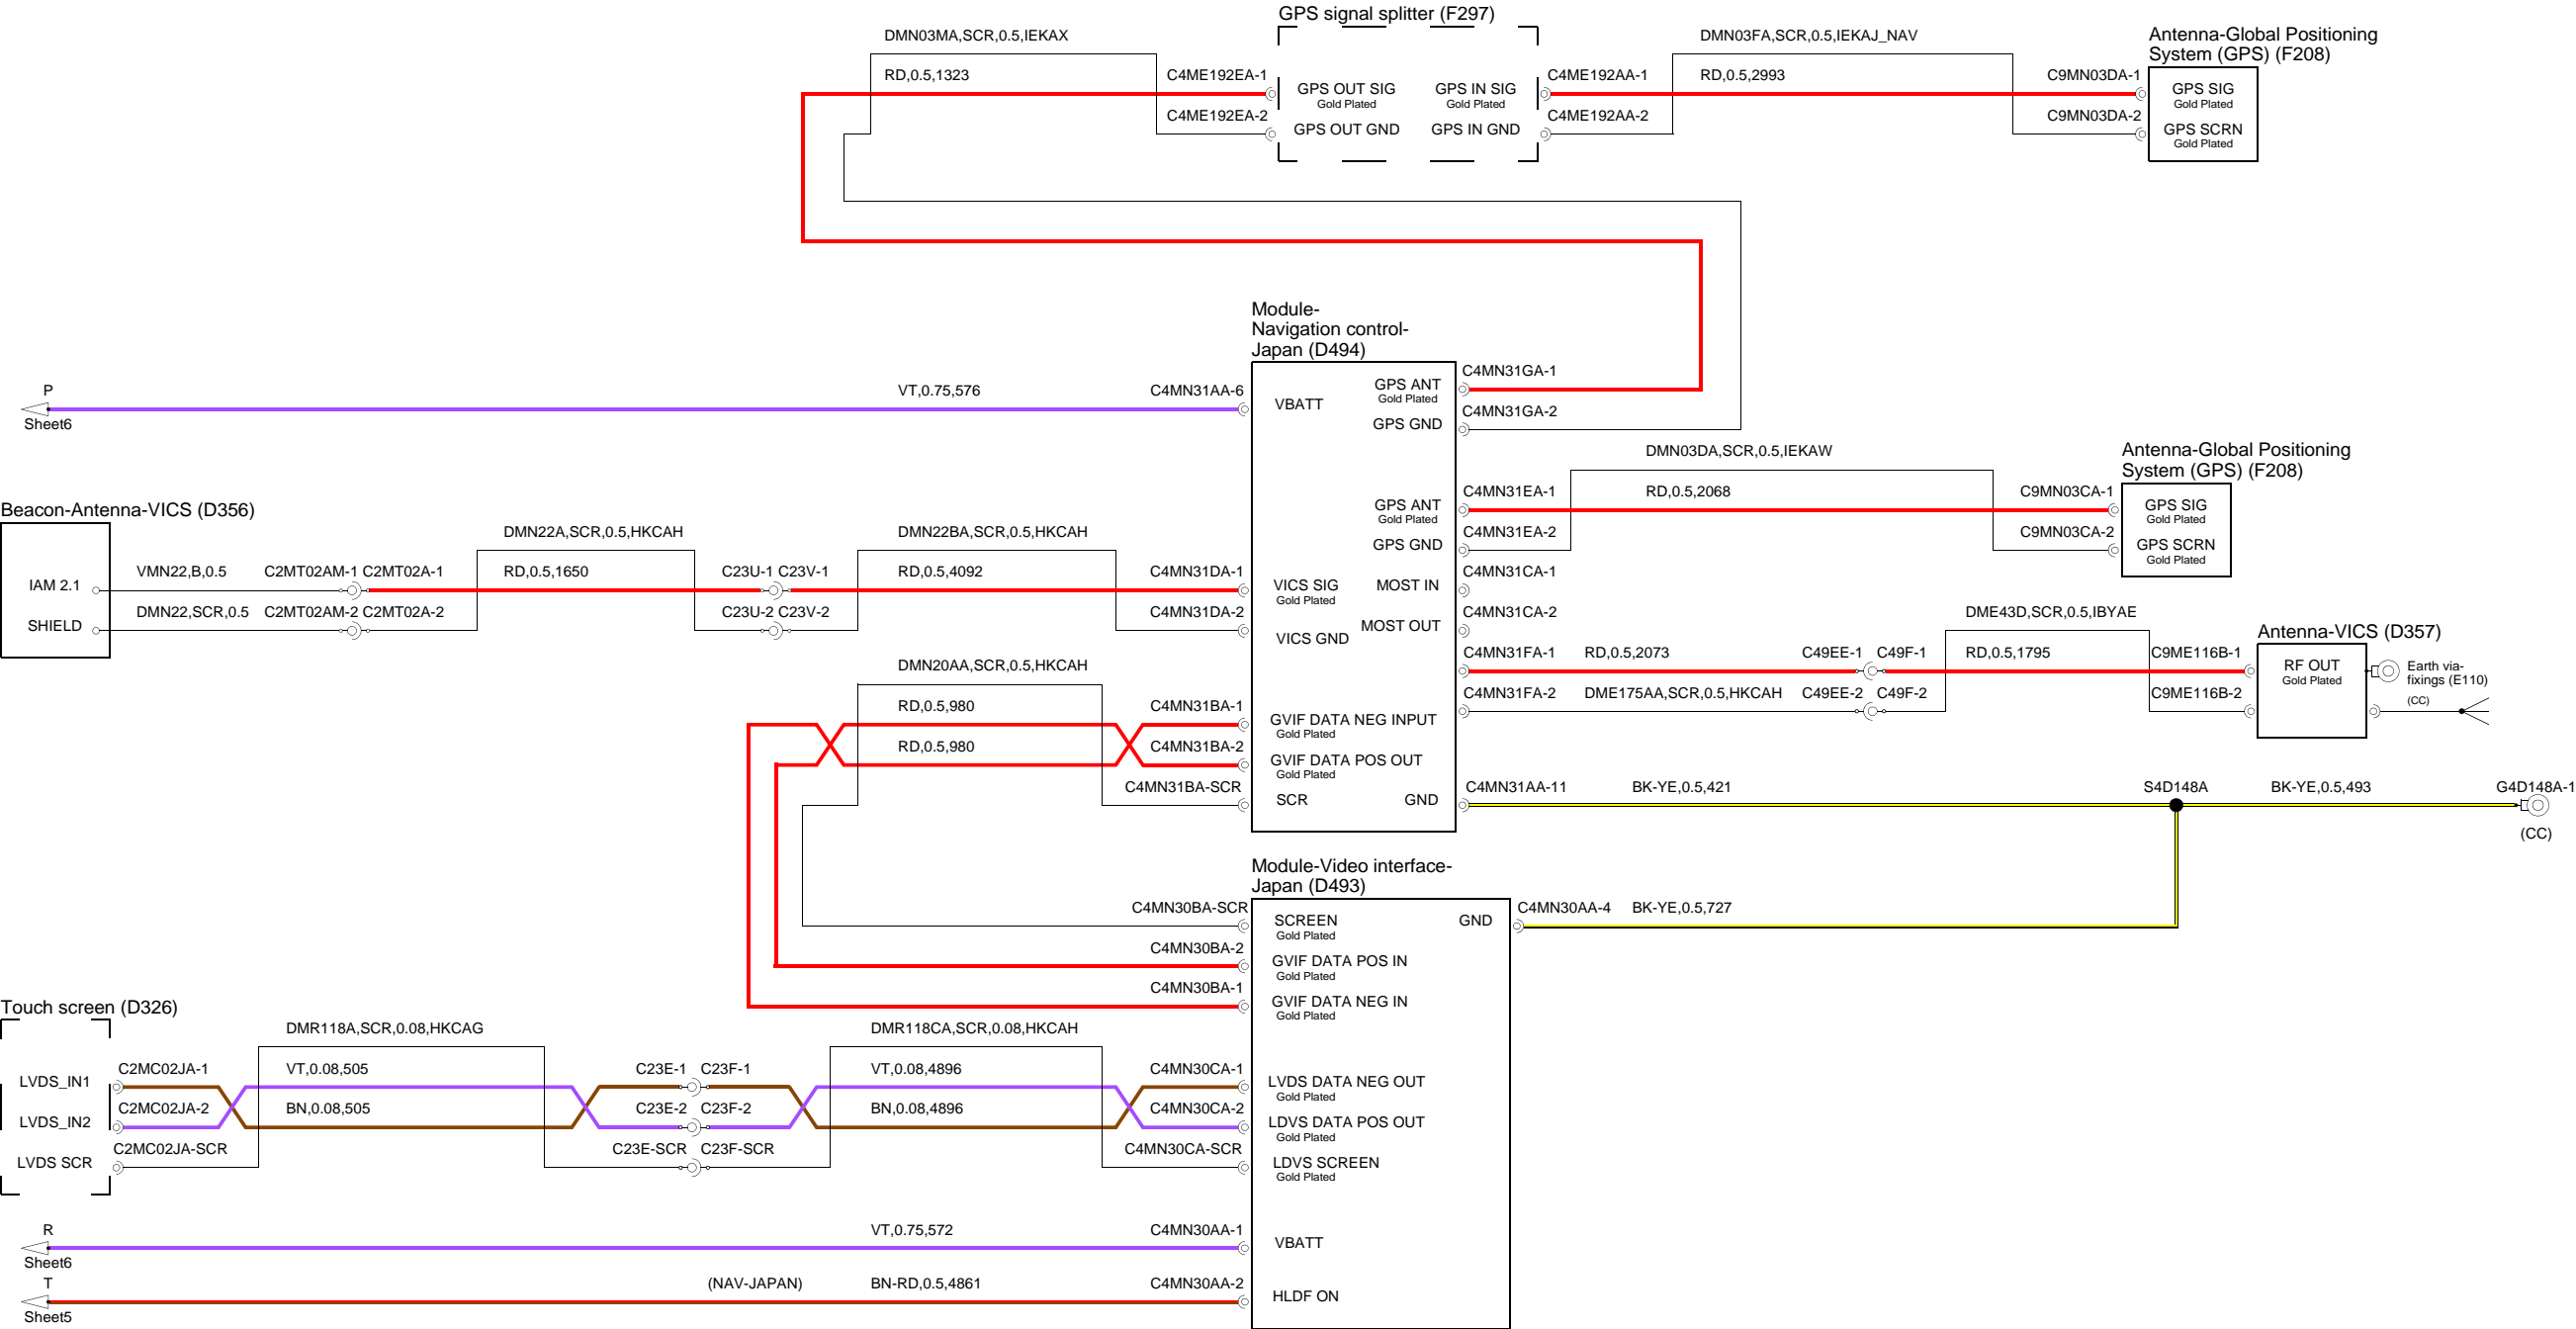 GPS signal splitter (F297)
DMN03MA,SCR,0.5,IEKAX
RD,0.5,1323
C4ME192EA-1
C4ME192EA-2
GPS OUT SIG
Gold Plated
GPS OUT GND
GPS IN SIG
Gold Plated
GPS IN GND
C4ME192AA-1
C4ME192AA-2
DMN03FA,SCR,0.5,IEKAJ_NAV
RD,0.5,2993
C9MN03DA-1
C9MN03DA-2
Antenna-Global Positioning
System (GPS) (F208)
GPS SIG
Gold Plated
GPS SCRN
Gold Plated
Module-
Navigation control-
Japan (D494)
P
Sheet6
VT,0.75,576
C4MN31AA-6
VBATT
GPS ANT
Gold Plated
GPS GND
C4MN31GA-1
C4MN31GA-2
DMN03DA,SCR,0.5,IEKAW
RD,0.5,2068
C4MN31EA-1
C4MN31EA-2
GPS ANT
Gold Plated
GPS GND
C9MN03CA-1
C9MN03CA-2
Antenna-Global Positioning
System (GPS) (F208)
GPS SIG
Gold Plated
GPS SCRN
Gold Plated
Beacon-Antenna-VICS (D356)
IAM 2.1
SHIELD
VMN22,B,0.5
DMN22,SCR,0.5
C2MT02AM-1 C2MT02A-1
C2MT02AM-2 C2MT02A-2
DMN22A,SCR,0.5,HKCAH
RD,0.5,1650
C23U-1 C23V-1
C23U-2 C23V-2
DMN22BA,SCR,0.5,HKCAH
RD,0.5,4092
C4MN31DA-1
C4MN31DA-2
VICS SIG
Gold Plated
VICS GND
MOST IN
MOST OUT
C4MN31CA-1
C4MN31CA-2
C4MN31FA-1
C4MN31FA-2
RD,0.5,2073
DME175AA,SCR,0.5,HKCAH
C49EE-1 C49F-1
C49EE-2 C49F-2
DME43D,SCR,0.5,IBYAE
RD,0.5,1795
C9ME116B-1
C9ME116B-2
Antenna-VICS (D357)
RF OUT
Gold Plated
Earth via-
fixings (E110)
(CC)
DMN20AA,SCR,0.5,HKCAH
RD,0.5,980
RD,0.5,980
C4MN31BA-1
C4MN31BA-2
C4MN31BA-SCR
GVIF DATA NEG INPUT
Gold Plated
GVIF DATA POS OUT
Gold Plated
SCR
GND
C4MN31AA-11
BK-YE,0.5,421
S4D148A
BK-YE,0.5,493
G4D148A-1
(CC)
Module-Video interface-
Japan (D493)
C4MN30BA-SCR
C4MN30BA-2
C4MN30BA-1
SCREEN
Gold Plated
GVIF DATA POS IN
Gold Plated
GVIF DATA NEG IN
Gold Plated
GND
C4MN30AA-4
BK-YE,0.5,727
Touch screen (D326)
LVDS_IN1
LVDS_IN2
LVDS SCR
C2MC02JA-1
C2MC02JA-2
C2MC02JA-SCR
DMR118A,SCR,0.08,HKCAG
VT,0.08,505
BN,0.08,505
C23E-1 C23F-1
C23E-2 C23F-2
C23E-SCR C23F-SCR
DMR118CA,SCR,0.08,HKCAH
VT,0.08,4896
BN,0.08,4896
C4MN30CA-1
C4MN30CA-2
C4MN30CA-SCR
LVDS DATA NEG OUT
Gold Plated
LDVS DATA POS OUT
Gold Plated
LDVS SCREEN
Gold Plated
R
Sheet6
VT,0.75,572
C4MN30AA-1
VBATT
T
Sheet5
(NAV-JAPAN)
BN-RD,0.5,4861
C4MN30AA-2
HLDF ON